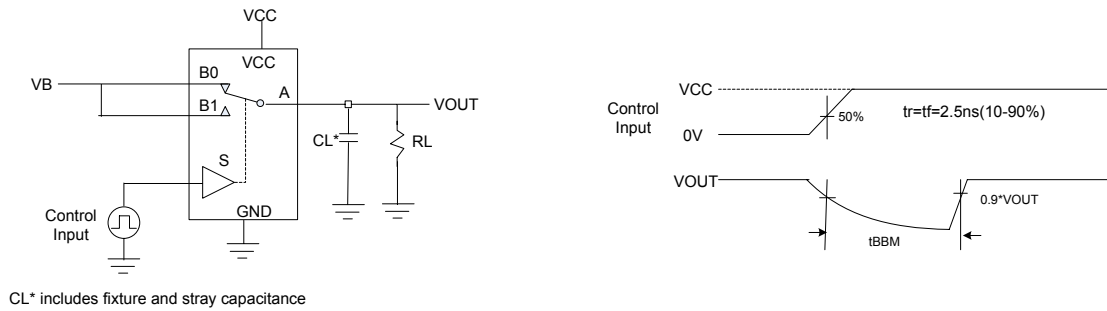 VCC
VCC
B0
VB
A
VOUT
B1
CL*
RL
S
GND
Control
Input
CL* includes fixture and stray capacitance
VCC
Control
Input
50%
tr=tf=2.5ns(10-90%)
0V
VOUT
0.9*VOUT
tBBM